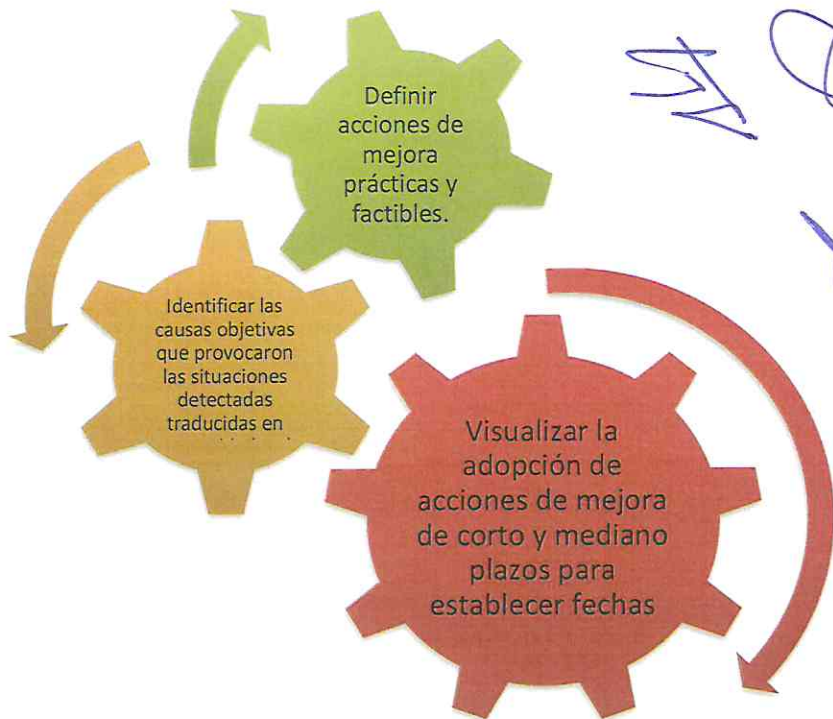 Definir
acciones de
mejora
prácticas y
factibles.
Identificar las
causas objetivas
que provocaron
las situaciones
detectadas
traducidas en
Visualizar la
adopción de
acciones de mejora
de corto y mediano
plazos para
establecer fechas